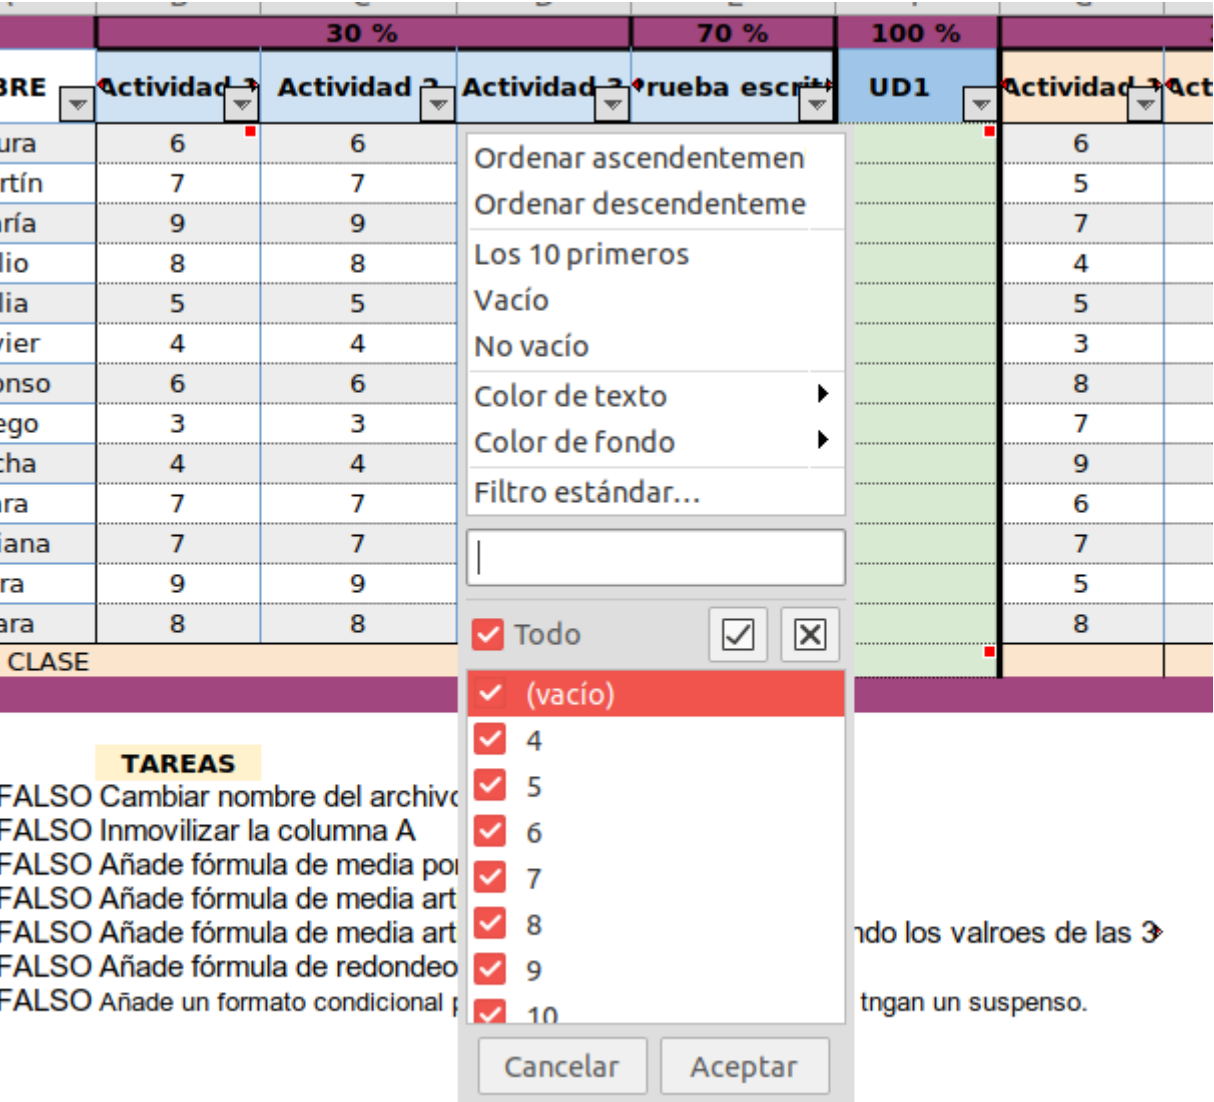 30 % 70 % 100 %
BRE Actividad 1 Actividad 2 Actividad 3 Prueba escrit UD1 Actividad 1 Act
ura 6 6 6
rtín 7 7 5
ría 9 9 7
lio 8 8 4
lia 5 5 5
vier 4 4 3
onso 6 6 8
ego 3 3 7
cha 4 4 9
ra 7 7 6
iana 7 7 7
ra 9 9 5
ara 8 8 8
CLASE
Ordenar ascendentemen
Ordenar descendenteme
Los 10 primeros
Vacío
No vacío
Color de texto
Color de fondo
Filtro estándar...
Todo
(vacío)
4
5
6
7
8
9
10
Cancelar Aceptar
TAREAS
FALSO Cambiar nombre del archivo
FALSO Inmovilizar la columna A
FALSO Añade fórmula de media por
FALSO Añade fórmula de media art
FALSO Añade fórmula de media art ndo los valroes de las 3
FALSO Añade fórmula de redondeo
FALSO Añade un formato condicional p tngan un suspenso.